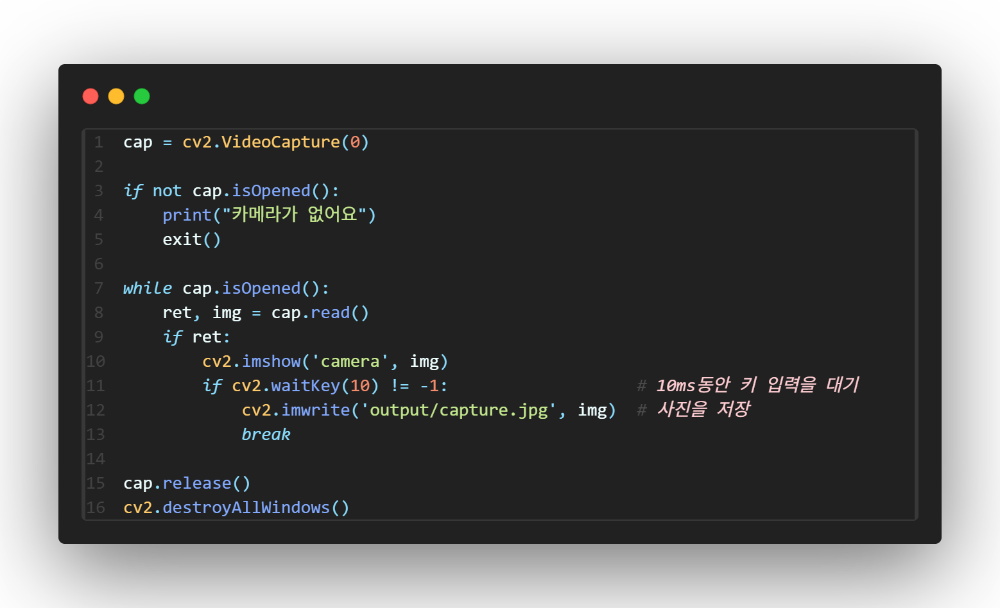 1 cap = cv2.VideoCapture(0)
2
3 if not cap.isOpened():
4     print("카메라가 없어요")
5     exit()
6
7 while cap.isOpened():
8     ret, img = cap.read()
9     if ret:
10         cv2.imshow('camera', img)
11         if cv2.waitKey(10) != -1:                   # 10ms동안 키 입력을 대기
12             cv2.imwrite('output/capture.jpg', img)  # 사진을 저장
13             break
14
15 cap.release()
16 cv2.destroyAllWindows()